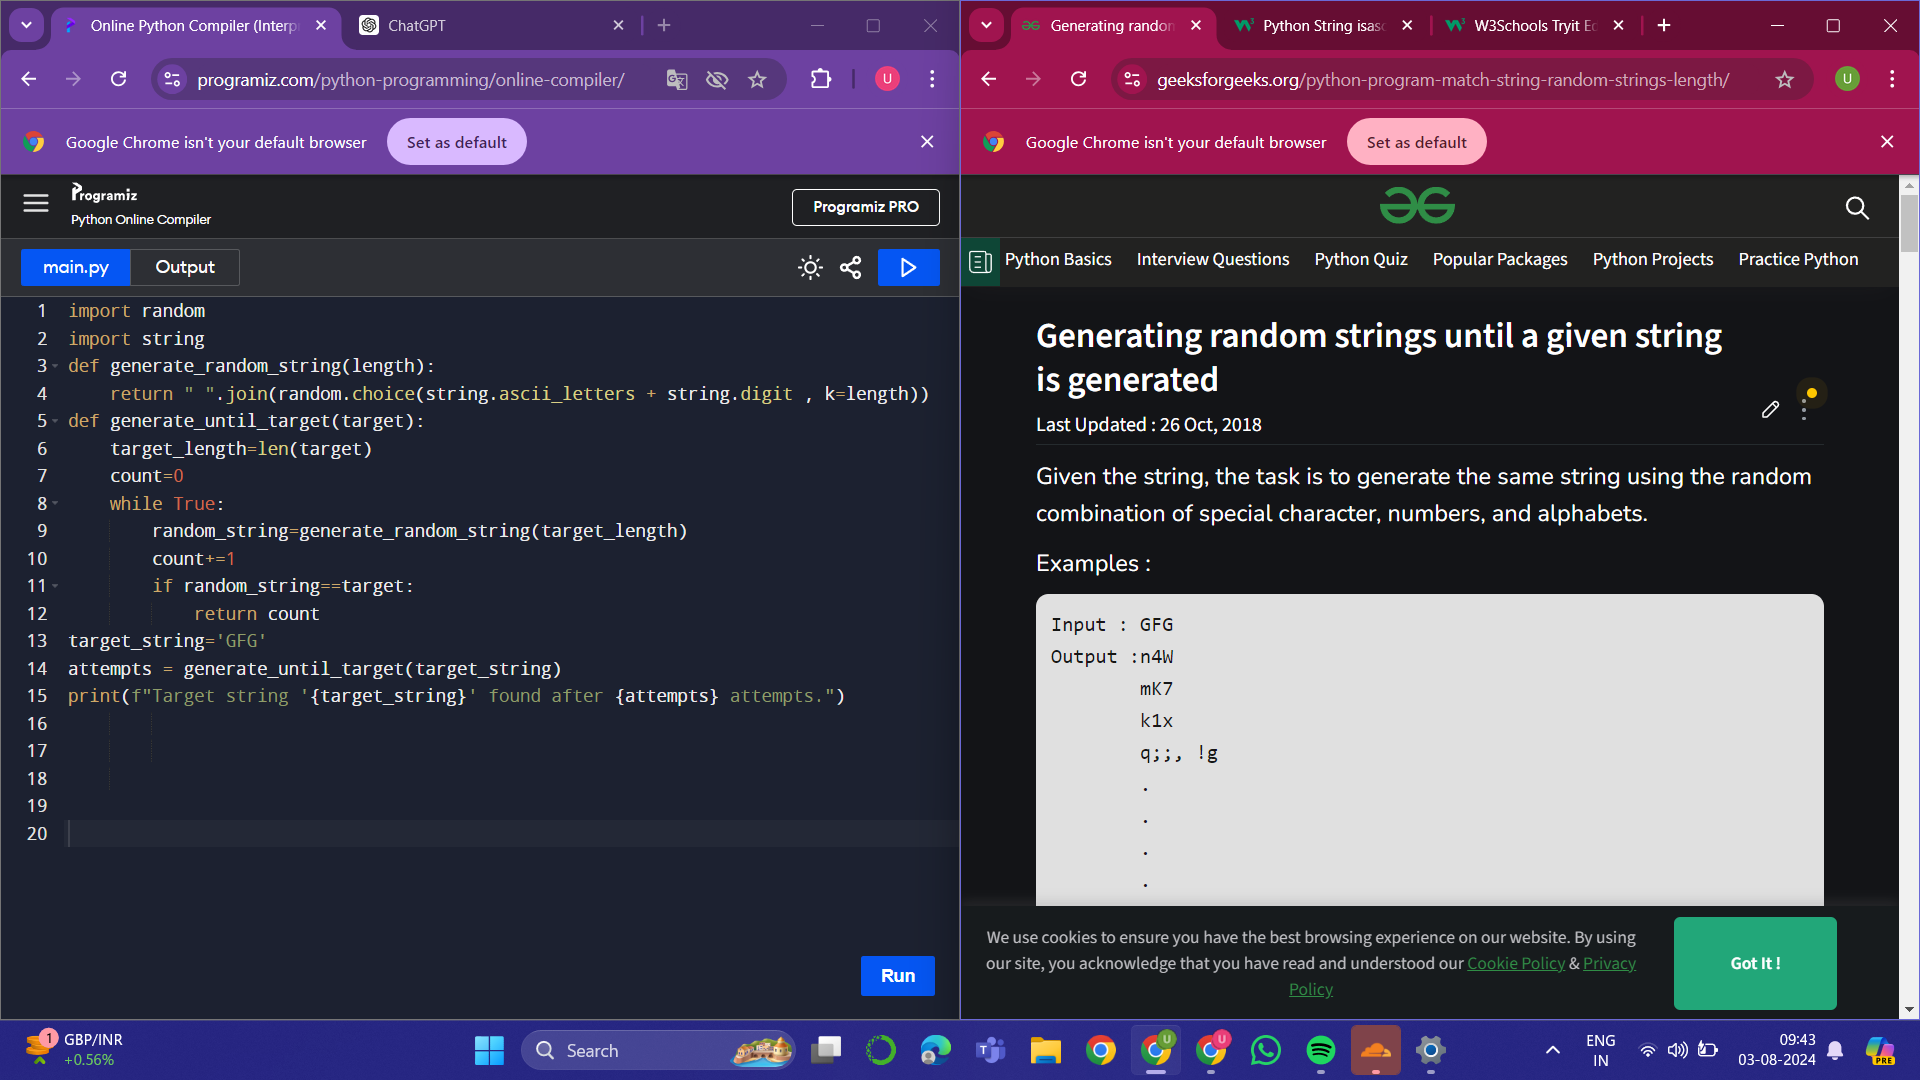 Online Python Compiler (Interp
ChatGPT
programiz.com/python-programming/online-compiler/
U
Google Chrome isn't your default browser
Set as default
Programiz
Python Online Compiler
Programiz PRO
main.py
Output
1 import random
2 import string
3 def generate_random_string(length):
4 return " ".join(random.choice(string.ascii_letters + string.digit , k=length))
5 def generate_until_target(target):
6 target_length=len(target)
7 count=0
8 while True:
9 random_string=generate_random_string(target_length)
10 count+=1
11 if random_string==target:
12 return count
13 target_string='GFG'
14 attempts = generate_until_target(target_string)
15 print(f"Target string '{target_string}' found after {attempts} attempts.")
16
17
18
19
20
Run
Generating random
Python String isasc
W3Schools Tryit Ed
geeksforgeeks.org/python-program-match-string-random-strings-length/
U
Google Chrome isn't your default browser
Set as default
Python Basics
Interview Questions
Python Quiz
Popular Packages
Python Projects
Practice Python
Generating random strings until a given string
is generated
Last Updated : 26 Oct, 2018
Given the string, the task is to generate the same string using the random
combination of special character, numbers, and alphabets.
Examples :
Input : GFG
Output :n4W
mK7
k1x
q;;, !g
.
.
.
.
We use cookies to ensure you have the best browsing experience on our website. By using
our site, you acknowledge that you have read and understood our Cookie Policy & Privacy
Policy
Got It !
1
GBP/INR
+0.56%
Search
U
U
ENG
IN
09:43
03-08-2024
PRE